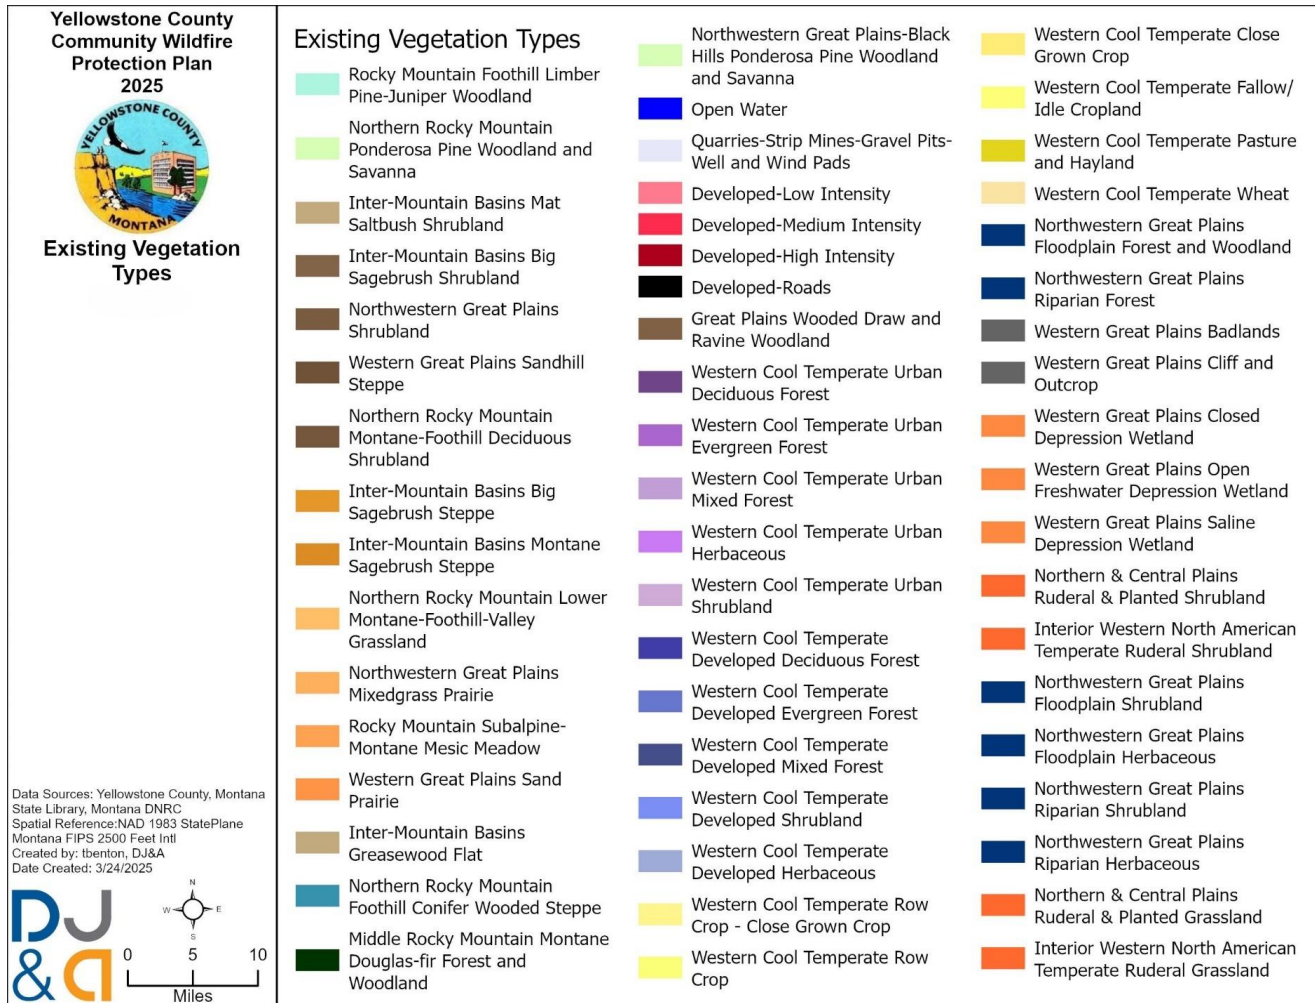 Yellowstone County
Community Wildfire
Protection Plan
2025
YELLOWSTONE COUNTY
MONTANA
Existing Vegetation
Types
Data Sources: Yellowstone County, Montana
State Library, Montana DNRC
Spatial Reference:NAD 1983 StatePlane
Montana FIPS 2500 Feet Intl
Created by: tbenton, DJ&A
Date Created: 3/24/2025
DJ
&a
N
W E
S
0 5 10
Miles
Existing Vegetation Types
Rocky Mountain Foothill Limber
Pine-Juniper Woodland
Northern Rocky Mountain
Ponderosa Pine Woodland and
Savanna
Inter-Mountain Basins Mat
Saltbush Shrubland
Inter-Mountain Basins Big
Sagebrush Shrubland
Northwestern Great Plains
Shrubland
Western Great Plains Sandhill
Steppe
Northern Rocky Mountain
Montane-Foothill Deciduous
Shrubland
Inter-Mountain Basins Big
Sagebrush Steppe
Inter-Mountain Basins Montane
Sagebrush Steppe
Northern Rocky Mountain Lower
Montane-Foothill-Valley
Grassland
Northwestern Great Plains
Mixedgrass Prairie
Rocky Mountain Subalpine-
Montane Mesic Meadow
Western Great Plains Sand
Prairie
Inter-Mountain Basins
Greasewood Flat
Northern Rocky Mountain
Foothill Conifer Wooded Steppe
Middle Rocky Mountain Montane
Douglas-fir Forest and
Woodland
Northwestern Great Plains-Black
Hills Ponderosa Pine Woodland
and Savanna
Open Water
Quarries-Strip Mines-Gravel Pits-
Well and Wind Pads
Developed-Low Intensity
Developed-Medium Intensity
Developed-High Intensity
Developed-Roads
Great Plains Wooded Draw and
Ravine Woodland
Western Cool Temperate Urban
Deciduous Forest
Western Cool Temperate Urban
Evergreen Forest
Western Cool Temperate Urban
Mixed Forest
Western Cool Temperate Urban
Herbaceous
Western Cool Temperate Urban
Shrubland
Western Cool Temperate
Developed Deciduous Forest
Western Cool Temperate
Developed Evergreen Forest
Western Cool Temperate
Developed Mixed Forest
Western Cool Temperate
Developed Shrubland
Western Cool Temperate
Developed Herbaceous
Western Cool Temperate Row
Crop - Close Grown Crop
Western Cool Temperate Row
Crop
Western Cool Temperate Close
Grown Crop
Western Cool Temperate Fallow/
Idle Cropland
Western Cool Temperate Pasture
and Hayland
Western Cool Temperate Wheat
Northwestern Great Plains
Floodplain Forest and Woodland
Northwestern Great Plains
Riparian Forest
Western Great Plains Badlands
Western Great Plains Cliff and
Outcrop
Western Great Plains Closed
Depression Wetland
Western Great Plains Open
Freshwater Depression Wetland
Western Great Plains Saline
Depression Wetland
Northern & Central Plains
Ruderal & Planted Shrubland
Interior Western North American
Temperate Ruderal Shrubland
Northwestern Great Plains
Floodplain Shrubland
Northwestern Great Plains
Floodplain Herbaceous
Northwestern Great Plains
Riparian Shrubland
Northwestern Great Plains
Riparian Herbaceous
Northern & Central Plains
Ruderal & Planted Grassland
Interior Western North American
Temperate Ruderal Grassland